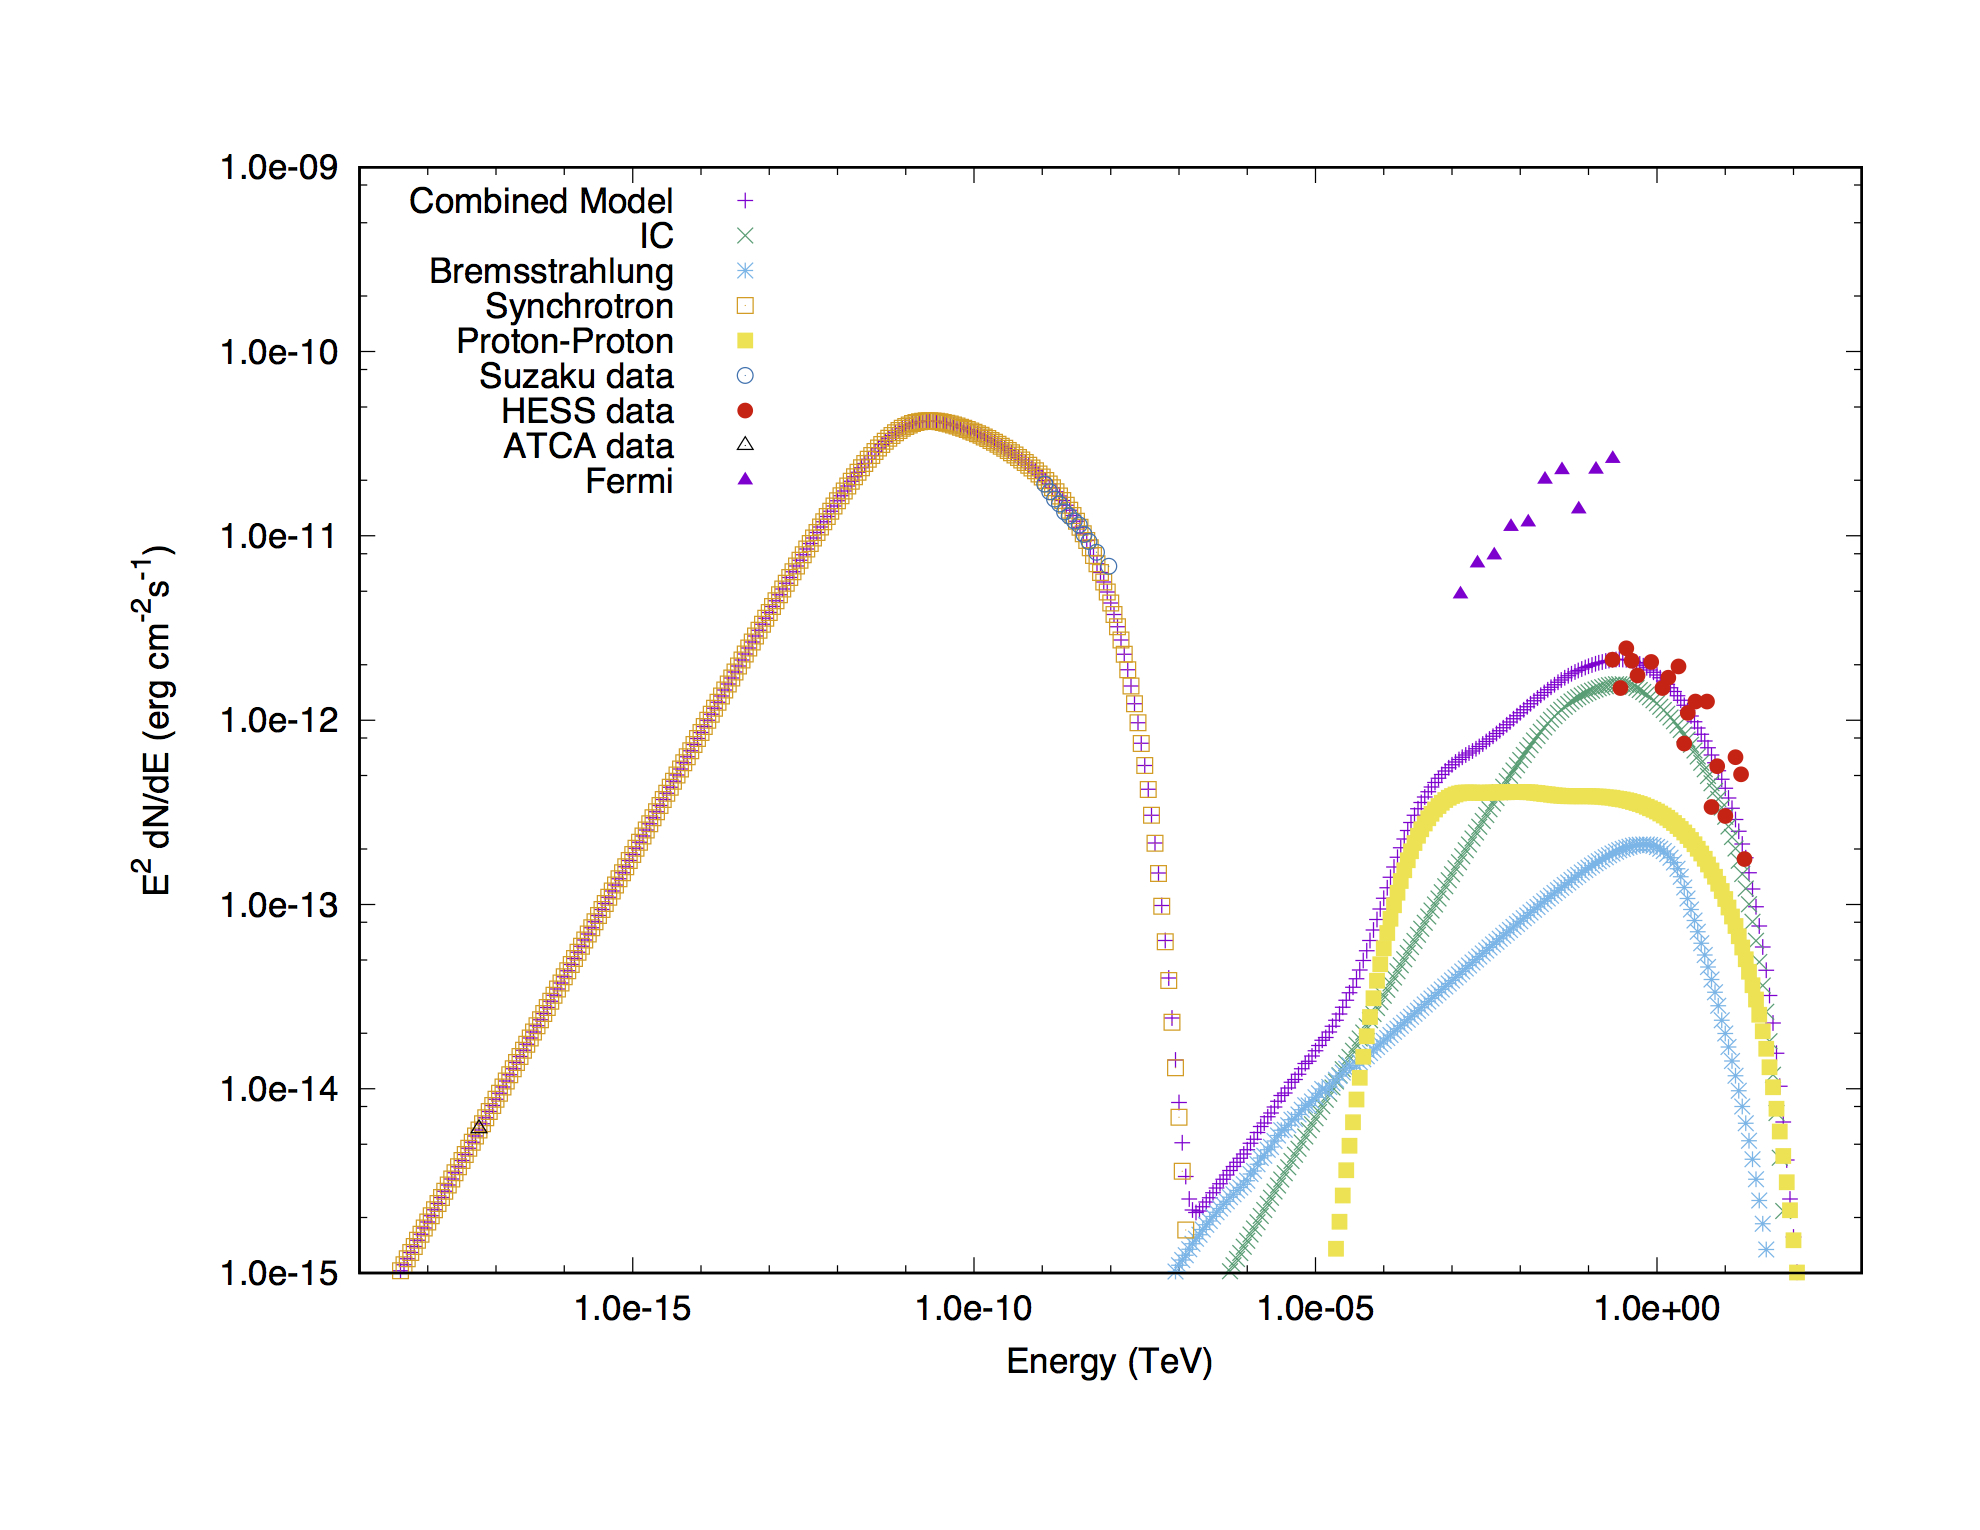 1.0e-09
1.0e-10
1.0e-11
1.0e-12
1.0e-13
1.0e-14
1.0e-15
E2 dN/dE (erg cm-2s-1)
Combined Model
IC
Bremsstrahlung
Synchrotron
Proton-Proton
Suzaku data
HESS data
ATCA data
Fermi
1.0e-15 1.0e-10 1.0e-05 1.0e+00
Energy (TeV)